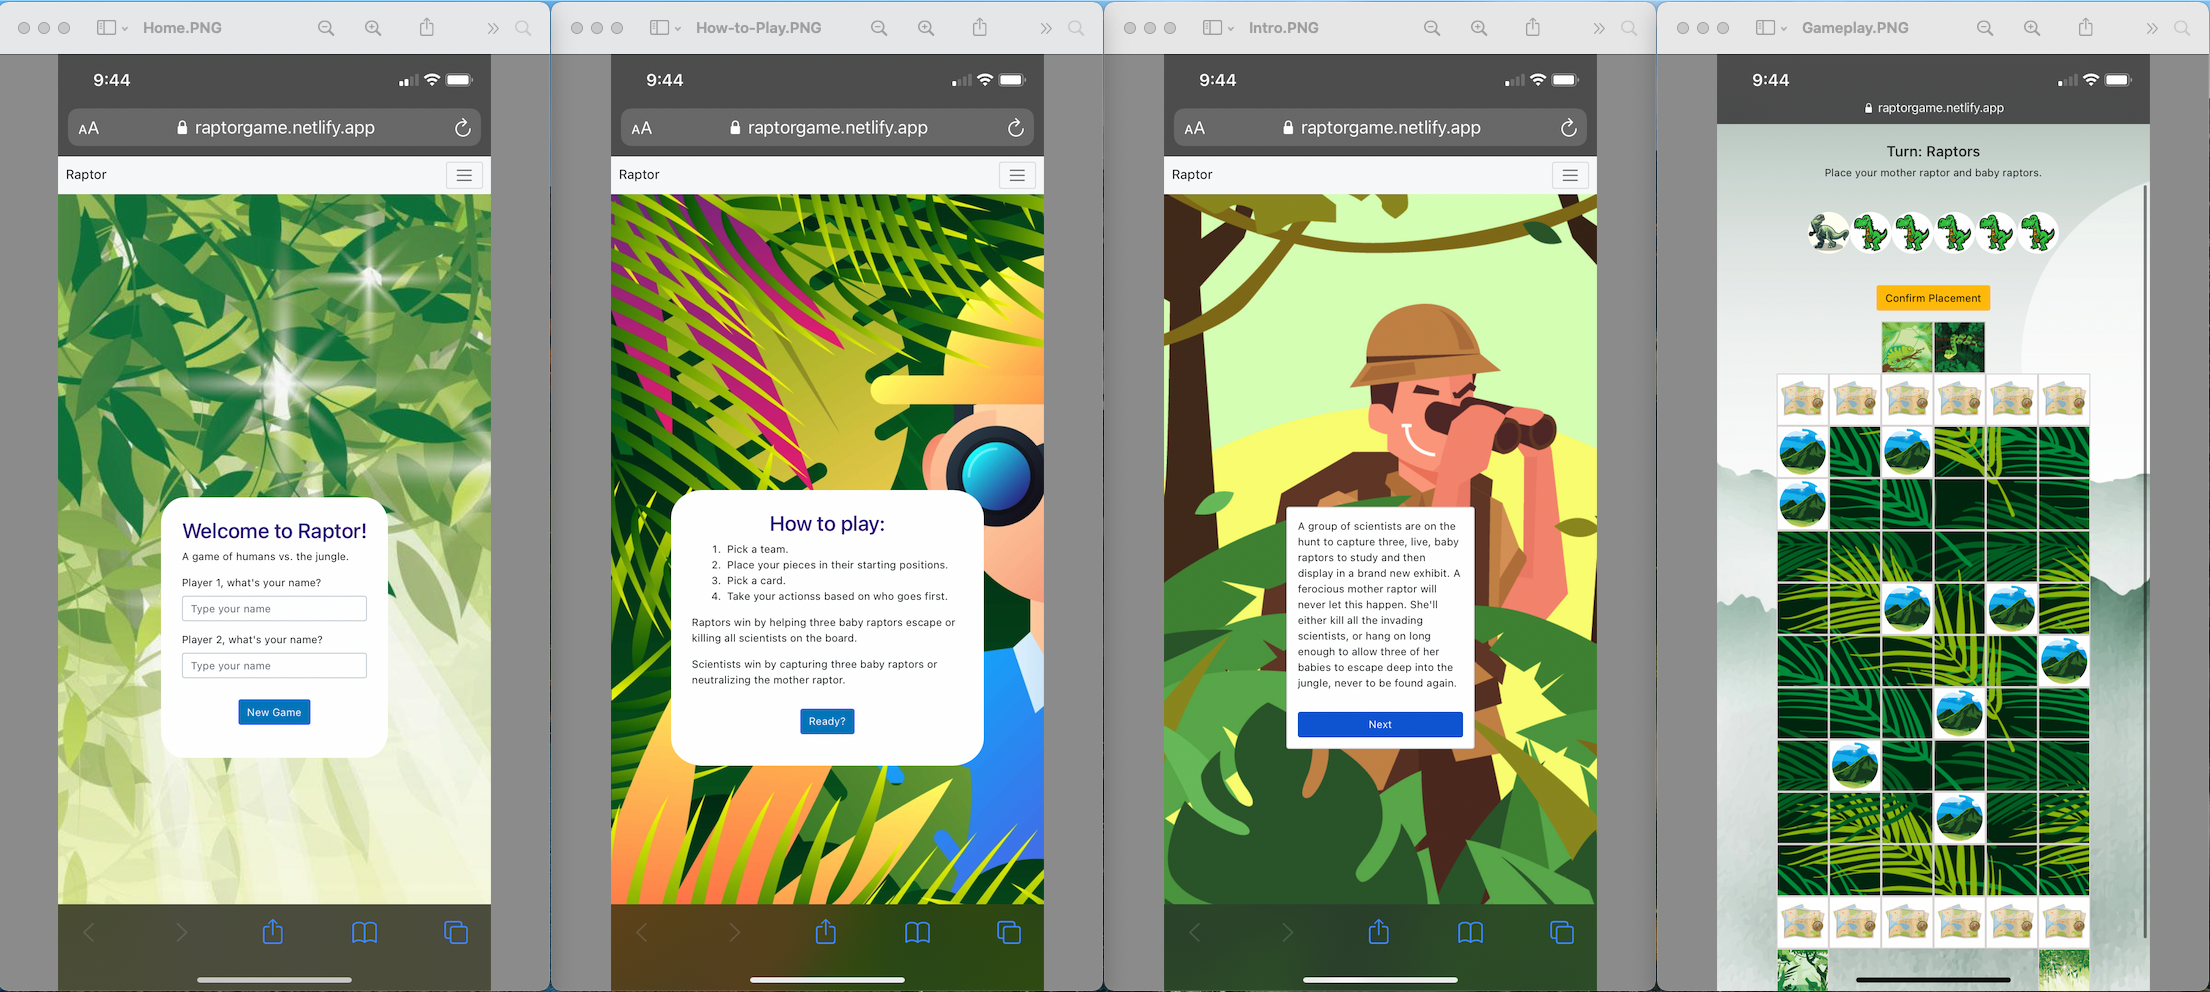 Home.PNG
9:44
AA raptorgame.netlify.app
Raptor
Welcome to Raptor!
A game of humans vs. the jungle.
Player 1, what's your name?
Type your name
Player 2, what's your name?
Type your name
New Game
How-to-Play.PNG
9:44
AA raptorgame.netlify.app
Raptor
How to play:
1. Pick a team.
2. Place your pieces in their starting positions.
3. Pick a card.
4. Take your actionss based on who goes first.
Raptors win by helping three baby raptors escape or
killing all scientists on the board.
Scientists win by capturing three baby raptors or
neutralizing the mother raptor.
Ready?
Intro.PNG
9:44
AA raptorgame.netlify.app
Raptor
A group of scientists are on the
hunt to capture three, live, baby
raptors to study and then
display in a brand new exhibit. A
ferocious mother raptor will
never let this happen. She'll
either kill all the invading
scientists, or hang on long
enough to allow three of her
babies to escape deep into the
jungle, never to be found again.
Next
Gameplay.PNG
9:44
raptorgame.netlify.app
Turn: Raptors
Place your mother raptor and baby raptors.
Confirm Placement